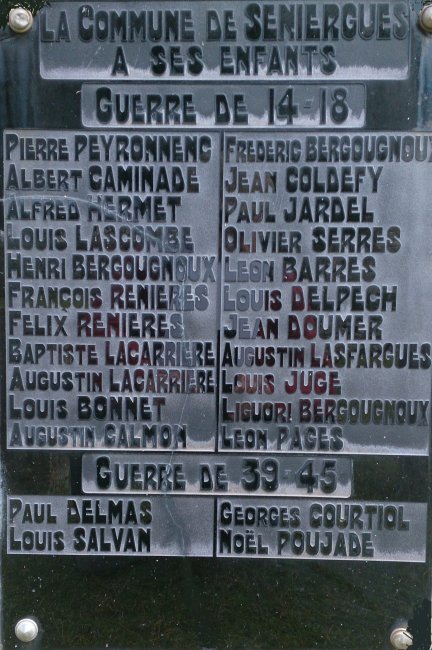 LA COMMUNE DE SENIERGUES
A SES ENFANTS
GUERRE DE 14-18
PIERRE PEYRONNENC
ALBERT CAMINADE
ALFRED HERMET
LOUIS LASCOMBE
HENRI BERGOUGNOUX
FRANÇOIS RENIERES
FELIX RENIERES
BAPTISTE LACARRIERE
AUGUSTIN LACARRIERE
LOUIS BONNET
AUGUSTIN CALMON
FREDERIC BERGOUGNOUX
JEAN COLDEFY
PAUL JARDEL
OLIVIER SERRES
LEON BARRES
LOUIS DELPECH
JEAN DOUMER
AUGUSTIN LASFARGUES
LOUIS JUGE
LIGUORI BERGOUGNOUX
LEON PAGES
GUERRE DE 39-45
PAUL DELMAS
LOUIS SALVAN
GEORGES COURTIOL
NOËL POUJADE